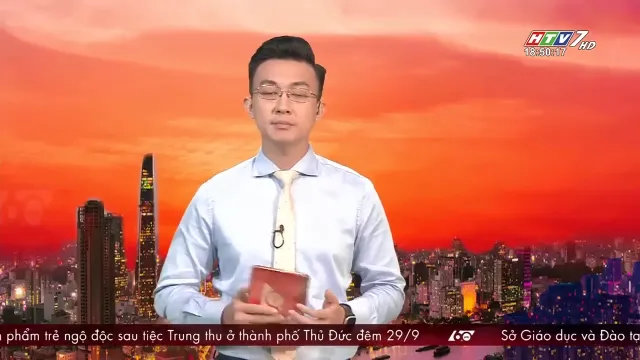 HTV7 HD
18:50:17
phẩm trẻ ngộ độc sau tiệc Trung thu ở thành phố Thủ Đức đêm 29/9 60 Sở Giáo dục và Đào tạ